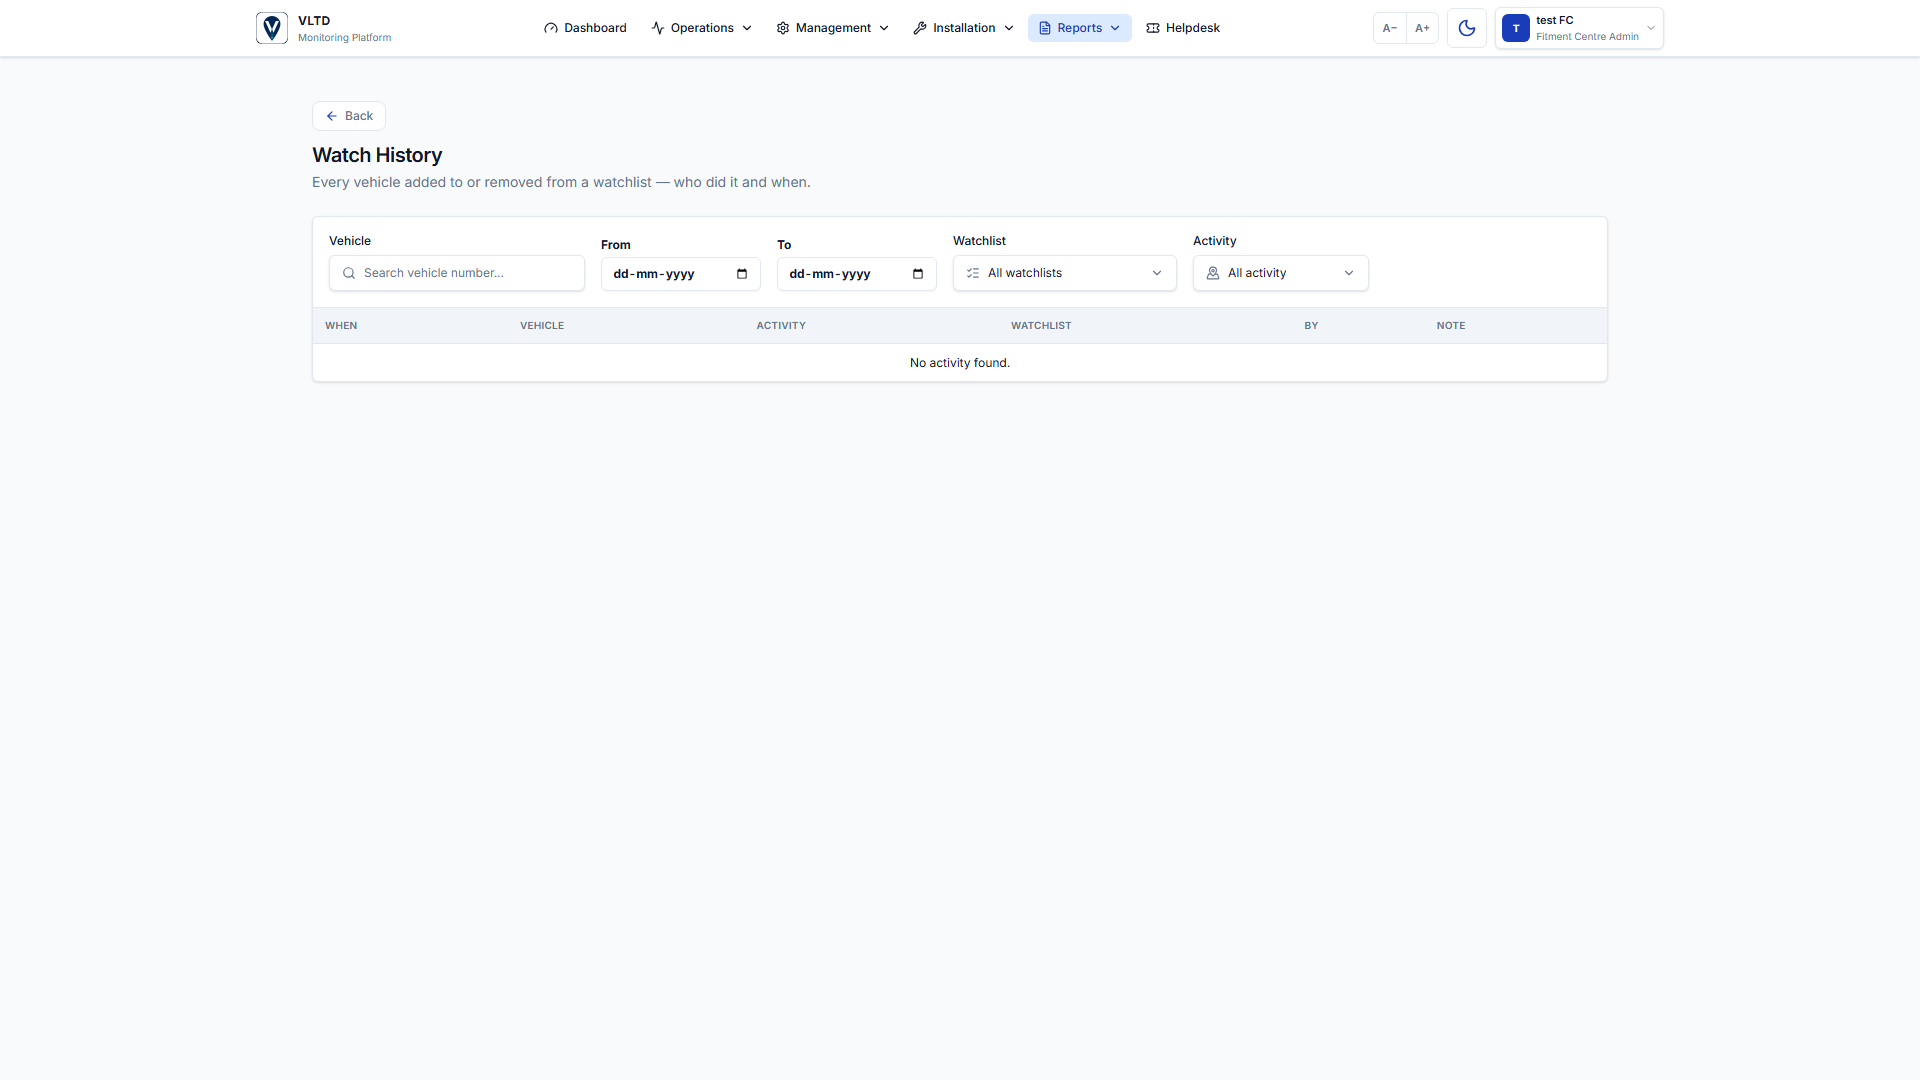 VLTD
Monitoring Platform
Dashboard
Operations
Management
Installation
Reports
Helpdesk
A−
A+
T
test FC
Fitment Centre Admin
Back
Watch History
Every vehicle added to or removed from a watchlist — who did it and when.
Vehicle
From
To
Watchlist
Activity
Search vehicle number...
dd-mm-yyyy
dd-mm-yyyy
All watchlists
All activity
WHEN VEHICLE ACTIVITY WATCHLIST BY NOTE
No activity found.